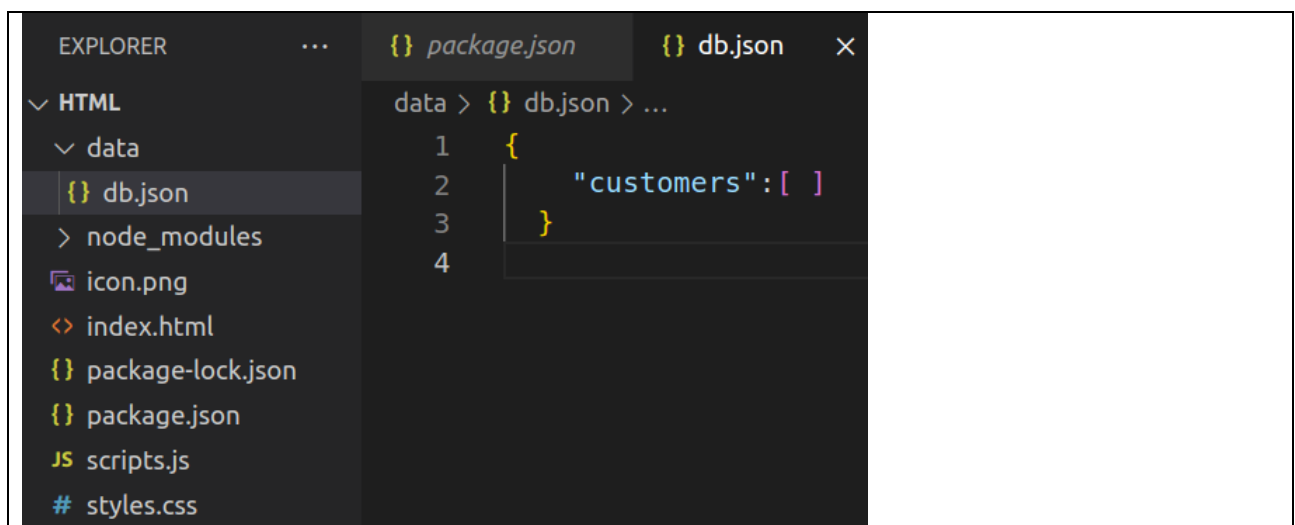 EXPLORER ...
HTML
data
{} db.json
node_modules
icon.png
<> index.html
{} package-lock.json
{} package.json
JS scripts.js
# styles.css
{} package.json {} db.json ×
data > {} db.json > ...
1 {
2 "customers":[ ]
3 }
4